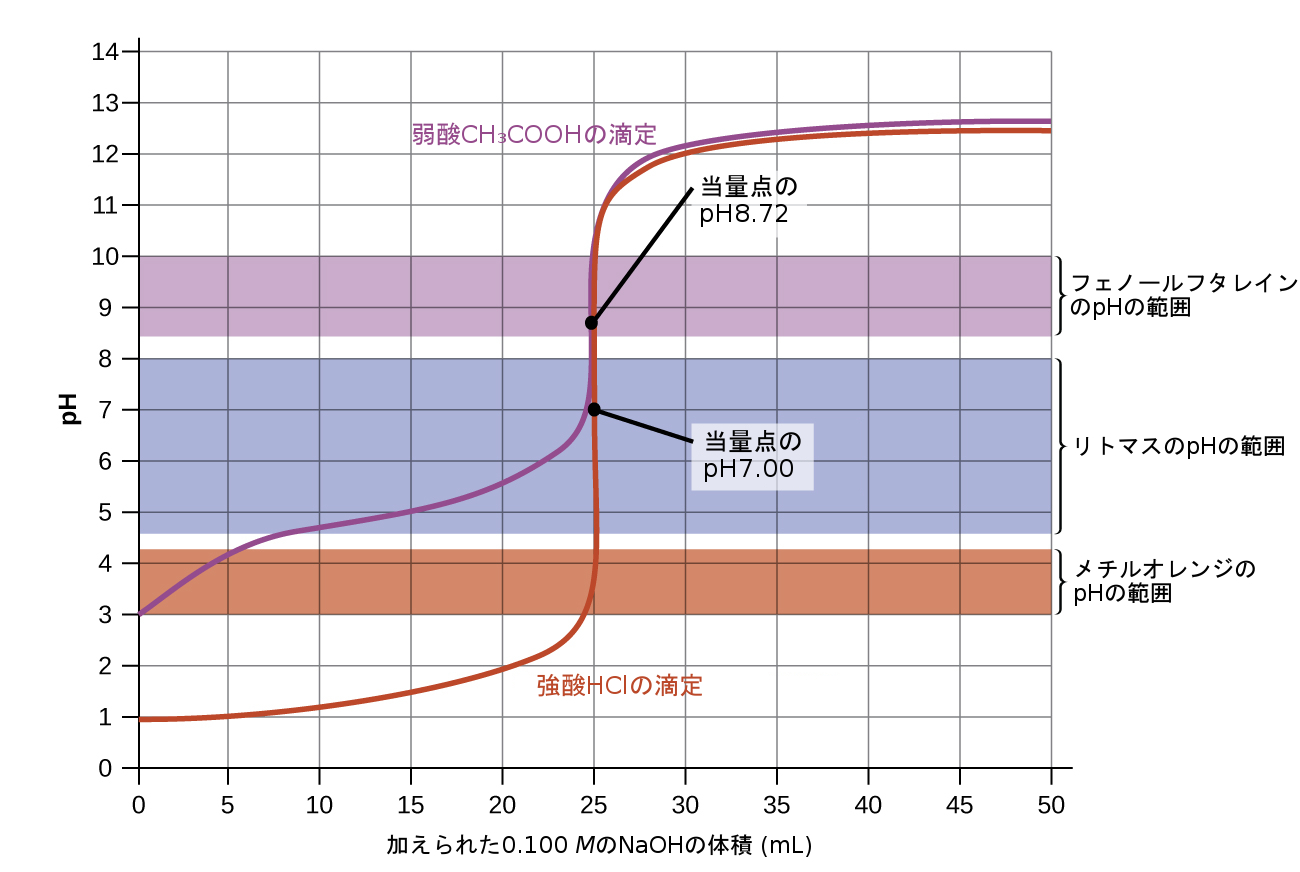 14
13
12
11
10
9
8
7
6
5
4
3
2
1
0
pH
弱酸CH₃COOHの滴定
当量点の
pH8.72
フェノールフタレイン
のpHの範囲
当量点の
pH7.00
リトマスのpHの範囲
メチルオレンジの
pHの範囲
強酸HClの滴定
0 5 10 15 20 25 30 35 40 45 50
加えられた0.100 MのNaOHの体積 (mL)